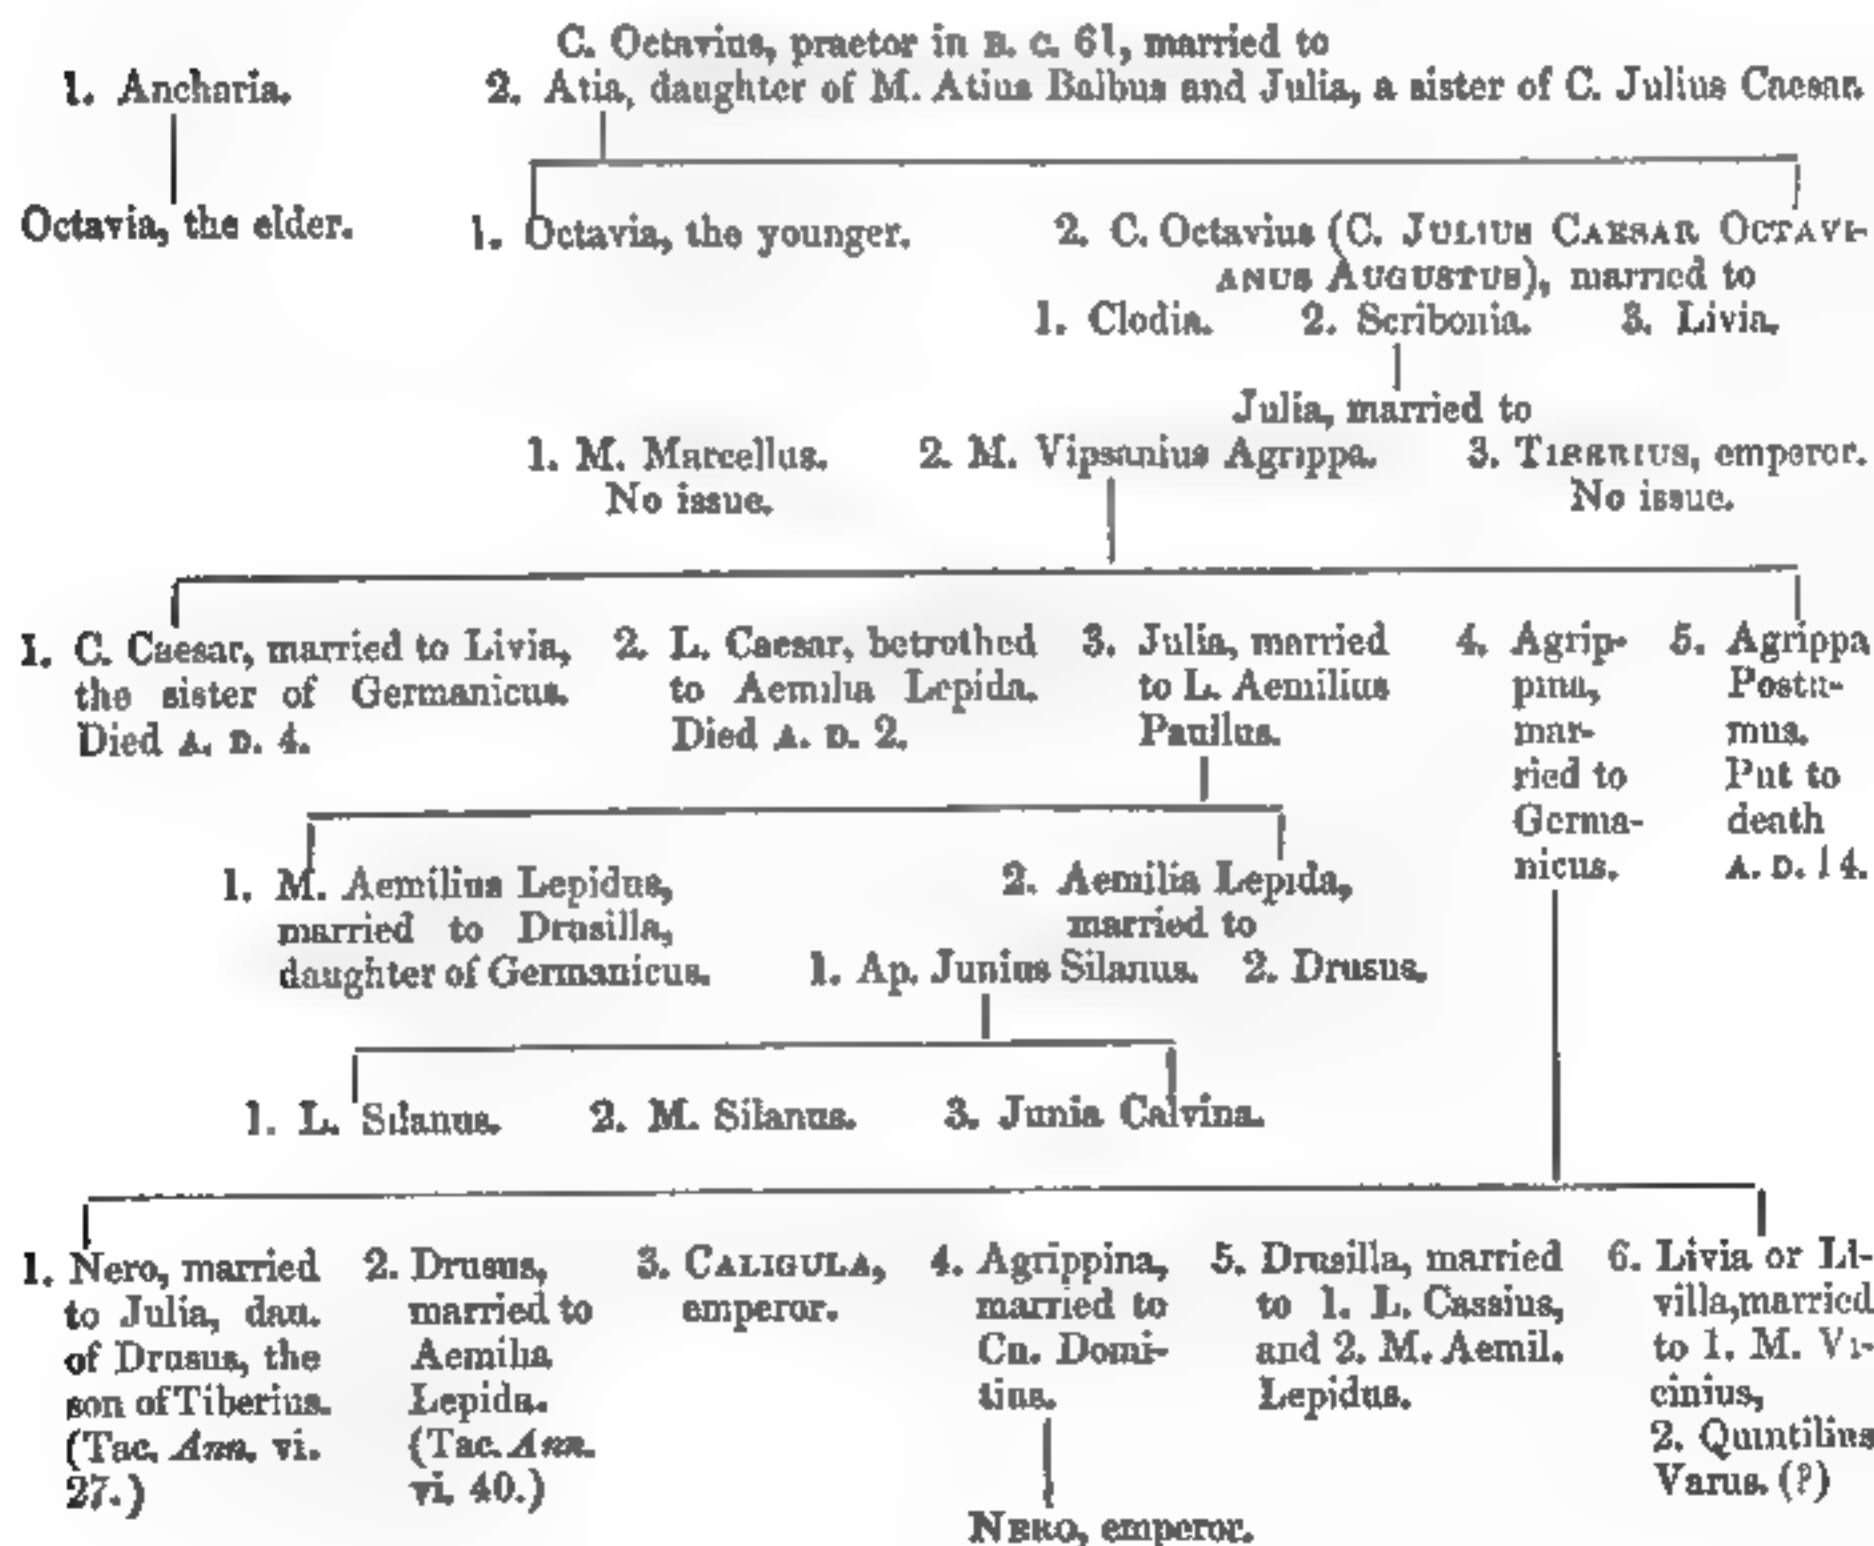 C. Octavius, praetor in B. C. 61, married to
1. Ancharia. 2. Atia, daughter of M. Atius Balbus and Julia, a sister of C. Julius Caesar.
Octavia, the elder. 1. Octavia, the younger. 2. C. Octavius (C. JULIUS CAESAR OCTAVI-
ANUS AUGUSTUS), married to
1. Clodia. 2. Scribonia. 3. Livia.
Julia, married to
1. M. Marcellus. 2. M. Vipsanius Agrippa. 3. TIBERIUS, emperor.
No issue. No issue.
1. C. Caesar, married to Livia,
the sister of Germanicus.
Died A. D. 4.
2. L. Caesar, betrothed
to Aemilia Lepida.
Died A. D. 2.
3. Julia, married
to L. Aemilius
Paullus.
4. Agrip-
pina,
mar-
ried to
Germa-
nicus.
5. Agrippa
Postu-
mus.
Put to
death
A. D. 14.
1. M. Aemilius Lepidus,
married to Drusilla,
daughter of Germanicus.
2. Aemilia Lepida,
married to
1. Ap. Junius Silanus. 2. Drusus.
1. L. Silanus. 2. M. Silanus. 3. Junia Calvina.
1. Nero, married
to Julia, dau.
of Drusus, the
son of Tiberius.
(Tac. Ann. vi.
27.)
2. Drusus,
married to
Aemilia
Lepida.
(Tac. Ann.
vi. 40.)
3. CALIGULA,
emperor.
4. Agrippina,
married to
Cn. Domi-
tius.
NERO, emperor.
5. Drusilla, married
to 1. L. Cassius,
and 2. M. Aemil.
Lepidus.
6. Livia or Li-
villa, married
to 1. M. Vi-
cinius,
2. Quintilius
Varus. (?)